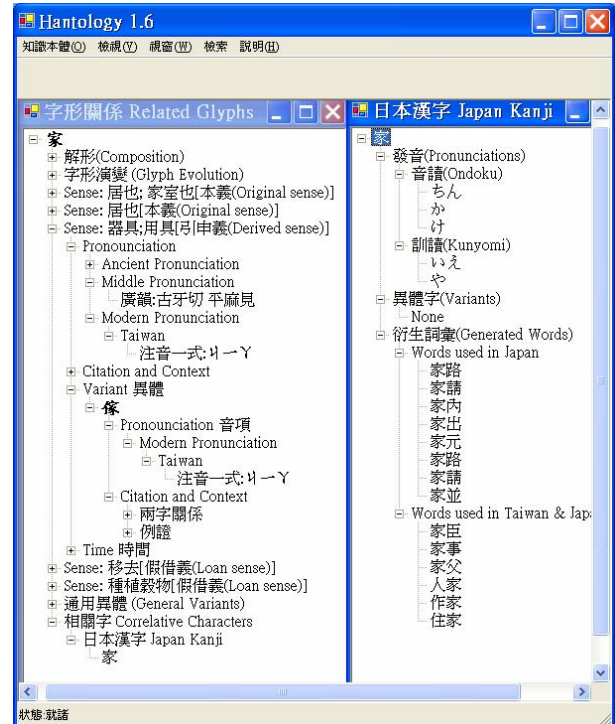 Hantology 1.6
知識本體(O) 檢視(V) 視窗(W) 檢索 說明(H)
字形關係 Related Glyphs
家
解形(Composition)
字形演變 (Glyph Evolution)
Sense: 居也; 家室也[本義(Original sense)]
Sense: 居也[本義(Original sense)]
Sense: 器具;用具[引申義(Derived sense)]
Pronounciation
Ancient Pronunciation
Middle Pronunciation
廣韻:古牙切 平麻見
Modern Pronunciation
Taiwan
注音一式:ㄐㄧㄚ
Citation and Context
Variant 異體
傢
Pronounciation 音項
Modern Pronunciation
Taiwan
注音一式:ㄐㄧㄚ
Citation and Context
兩字關係
例證
Time 時間
Sense: 移去[假借義(Loan sense)]
Sense: 種植穀物[假借義(Loan sense)]
通用異體 (General Variants)
相關字 Correlative Characters
日本漢字 Japan Kanji
家
日本漢字 Japan Kanji
家
發音(Pronunciations)
音讀(Ondoku)
ちん
か
け
訓讀(Kunyomi)
いえ
や
異體字(Variants)
None
衍生詞彙(Generated Words)
Words used in Japan
家路
家請
家內
家出
家元
家路
家請
家並
Words used in Taiwan & Jap
家臣
家事
家父
人家
作家
住家
狀態:就諸